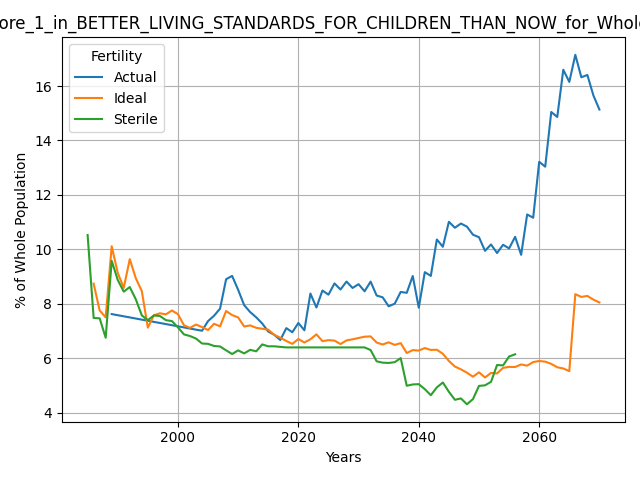 ore_1_in_BETTER_LIVING_STANDARDS_FOR_CHILDREN_THAN_NOW_for_Whole
Fertility
Actual
Ideal
Sterile
% of Whole Population
16
14
12
10
8
6
4
2000 2020 2040 2060
Years